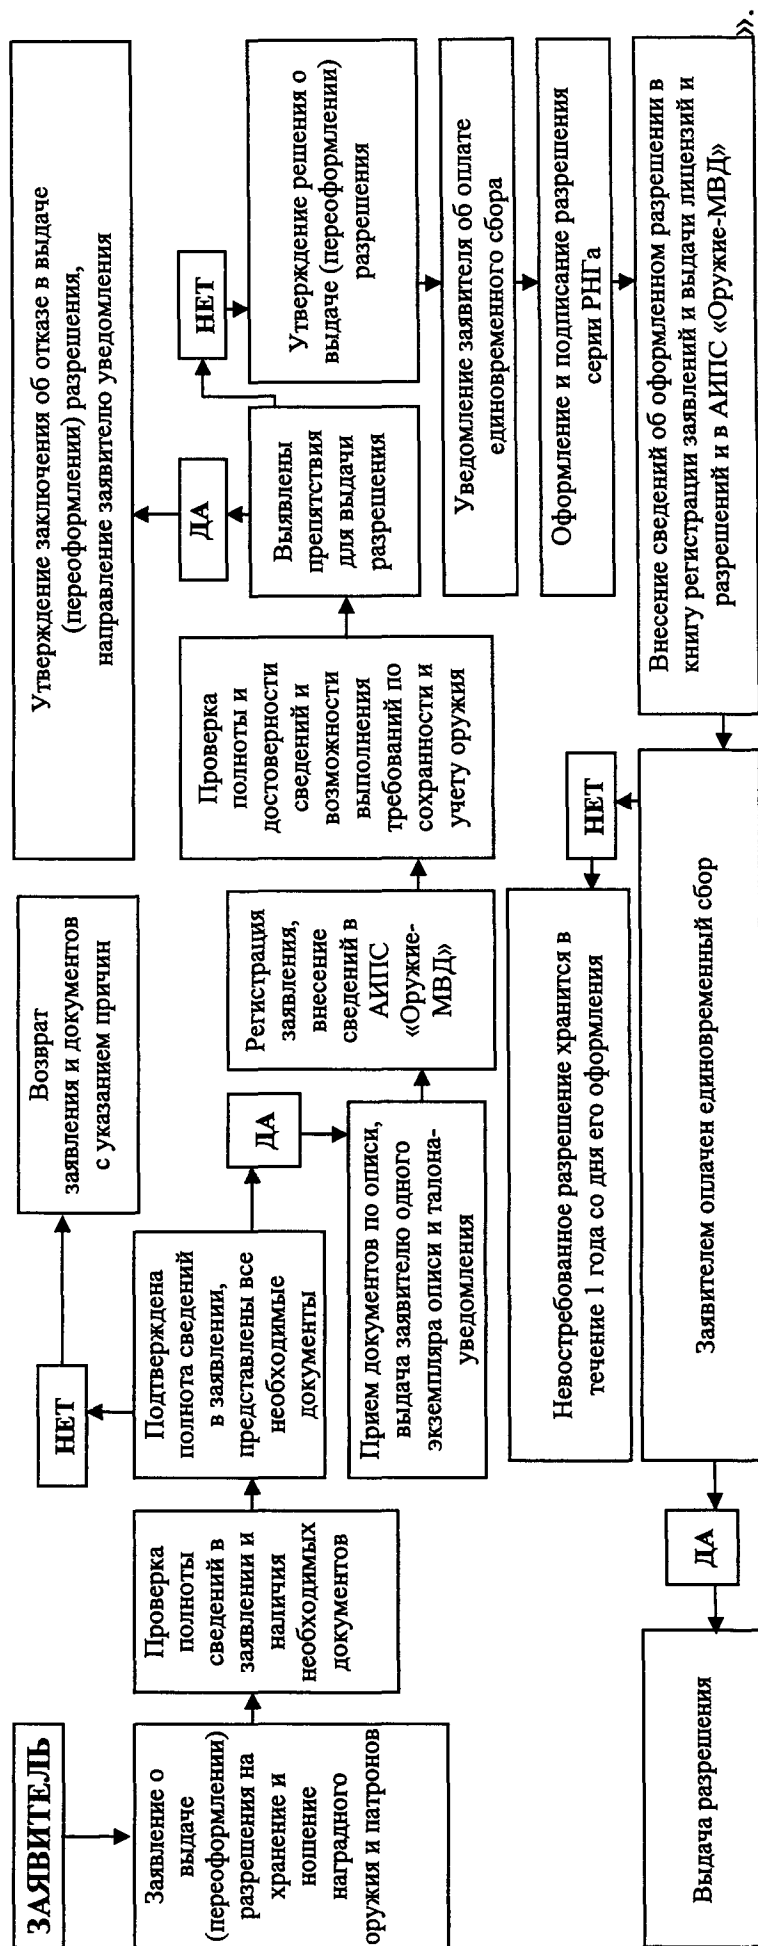 ЗАЯВИТЕЛЬ
Заявление о
выдаче
(переоформлении)
разрешения на
хранение и
ношение
наградного
оружия и патронов
Проверка
полноты
сведений в
заявлении и
наличия
необходимых
документов
НЕТ
Подтверждена
полнота сведений
в заявлении,
представлены все
необходимые
документы
Возврат
заявления и документов
с указанием причин
ДА
Прием документов по описи,
выдача заявителю одного
экземпляра описи и талона-
уведомления
Регистрация
заявления,
внесение
сведений в
АИПС
«Оружие-
МВД»
Проверка
полноты и
достоверности
сведений и
возможности
выполнения
требований по
сохранности и
учету оружия
Выявлены
препятствия
для выдачи
разрешения
ДА
Утверждение заключения об отказе в выдаче
(переоформлении) разрешения,
направление заявителю уведомления
НЕТ
Утверждение решения о
выдаче (переоформлении)
разрешения
Уведомление заявителя об оплате
единовременного сбора
Оформление и подписание разрешения
серии РНГа
Внесение сведений об оформленном разрешении в
книгу регистрации заявлений и выдачи лицензий и
разрешений и в АИПС «Оружие-МВД»
».
Заявителем оплачен единовременный сбор
НЕТ
Невостребованное разрешение хранится в
течение 1 года со дня его оформления
ДА
Выдача разрешения